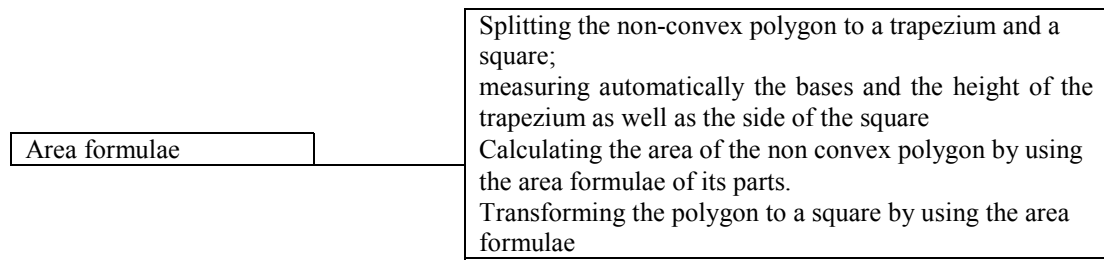 Splitting the non-convex polygon to a trapezium and a
square;
measuring automatically the bases and the height of the
trapezium as well as the side of the square
Area formulae
Calculating the area of the non convex polygon by using
the area formulae of its parts.
Transforming the polygon to a square by using the area
formulae